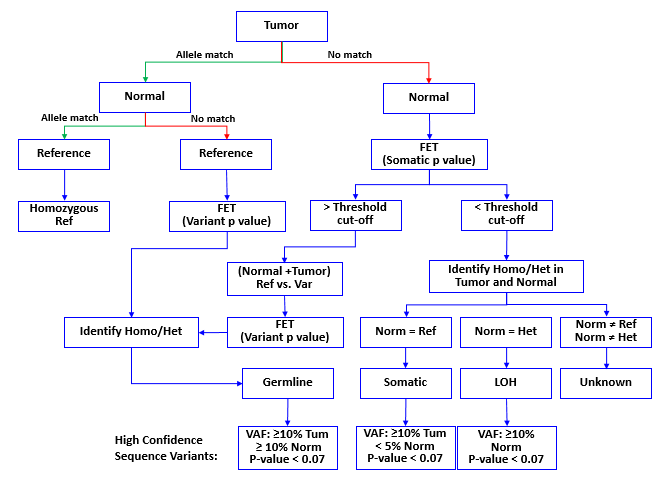 Tumor
Allele match
No match
Normal
Normal
Allele match
No match
Reference
Reference
FET
(Somatic p value)
Homozygous
Ref
FET
(Variant p value)
> Threshold
cut-off
< Threshold
cut-off
(Normal +Tumor)
Ref vs. Var
Identify Homo/Het in
Tumor and Normal
Identify Homo/Het
FET
(Variant p value)
Norm = Ref
Norm = Het
Norm ≠ Ref
Norm ≠ Het
Germline
Somatic
LOH
Unknown
High Confidence
Sequence Variants:
VAF: ≥10% Tum
≥ 10% Norm
P-value < 0.07
VAF: ≥10% Tum
< 5% Norm
P-value < 0.07
VAF: ≥10%
Norm
P-value < 0.07